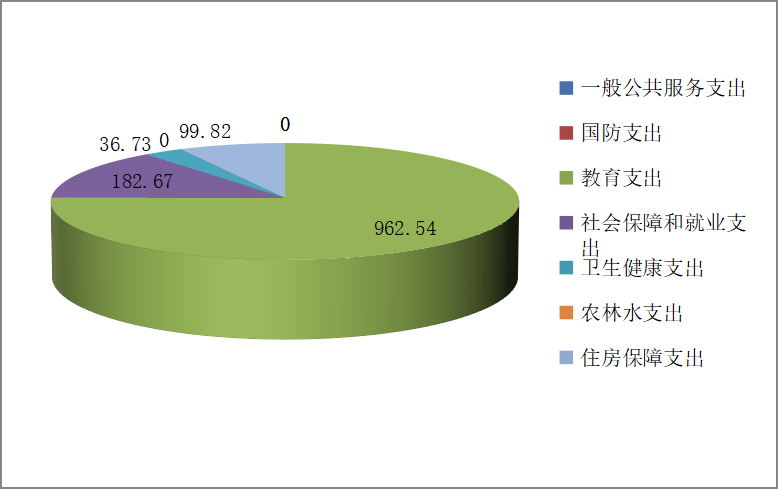 0
99.82
0
36.73
182.67
962.54
一般公共服务支出
国防支出
教育支出
社会保障和就业支
出
卫生健康支出
农林水支出
住房保障支出